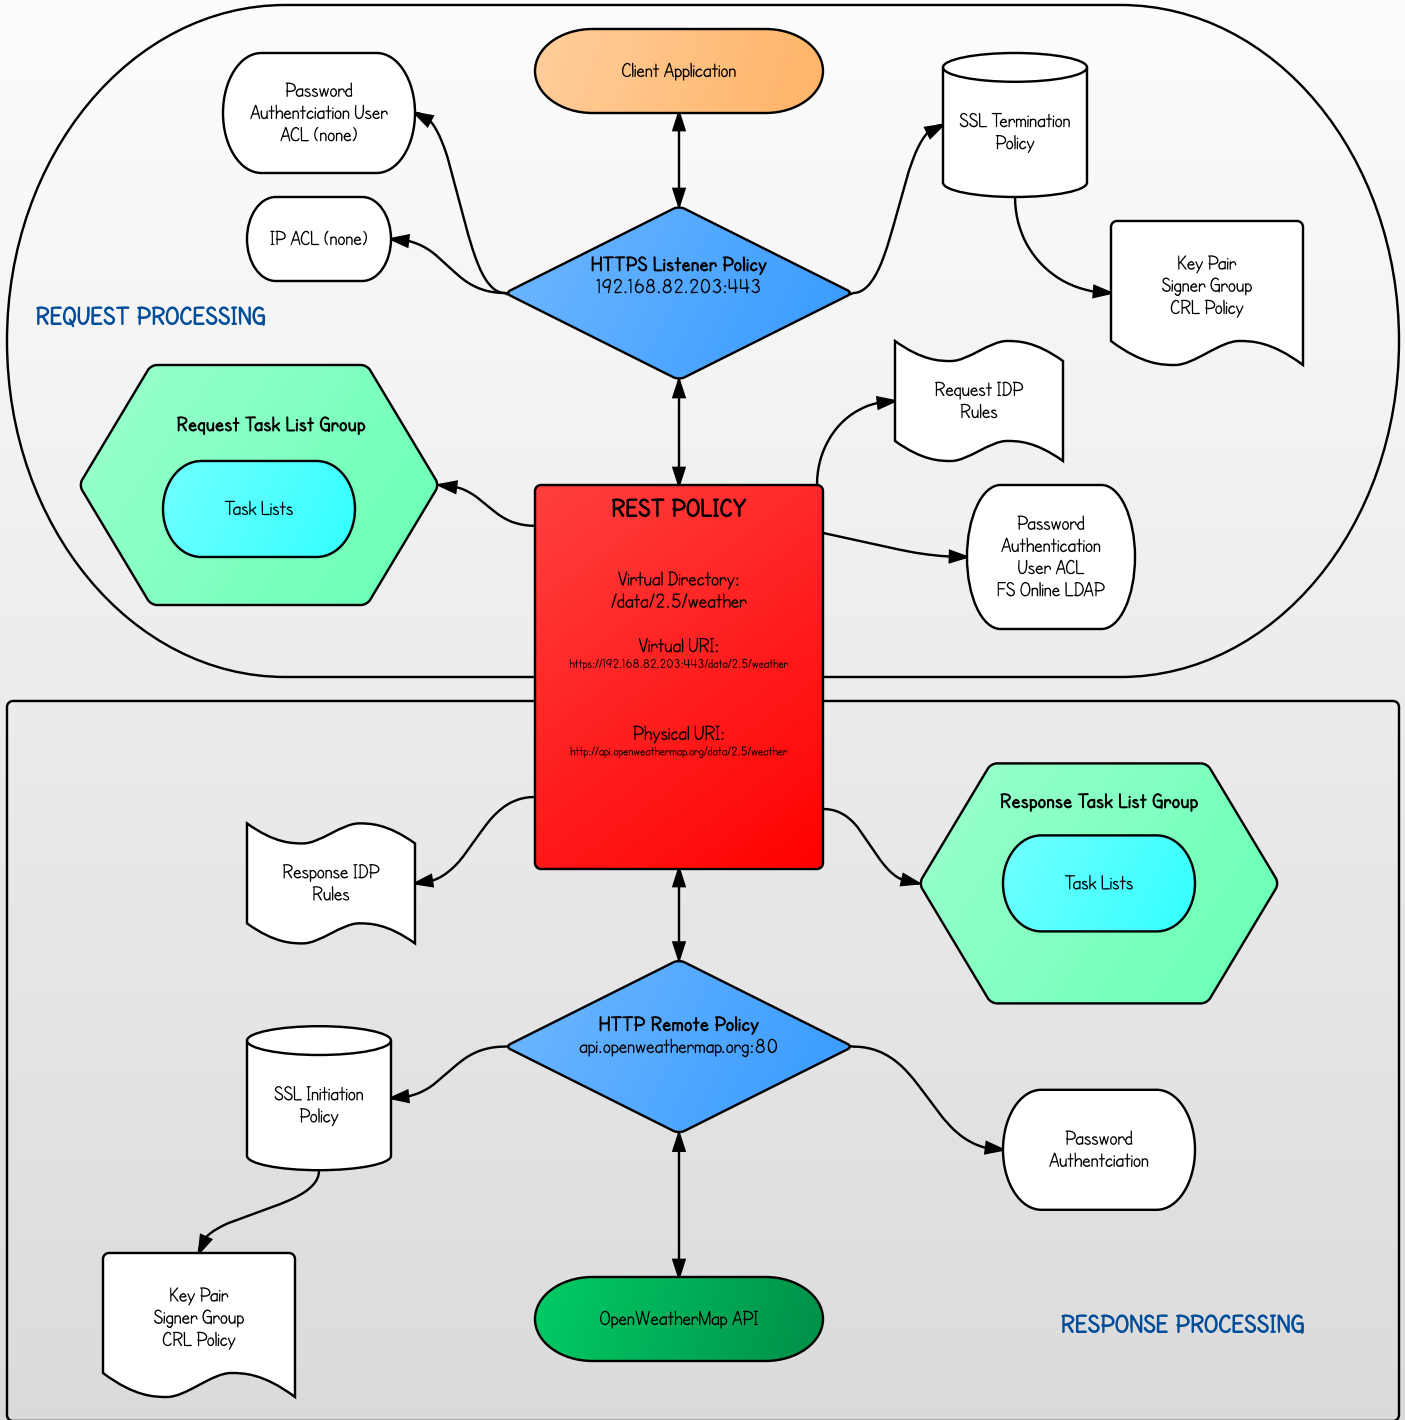 Client Application
Password
Authentciation User
ACL (none)
SSL Termination
Policy
IP ACL (none)
HTTPS Listener Policy
192.168.82.203:443
Key Pair
Signer Group
CRL Policy
REQUEST PROCESSING
Request IDP
Rules
Request Task List Group
Task Lists
REST POLICY
Virtual Directory:
/data/2.5/weather
Virtual URI:
https://192.168.82.203:443/data/2.5/weather
Physical URI:
http://api.openweathermap.org/data/2.5/weather
Password
Authentication
User ACL
FS Online LDAP
Response IDP
Rules
Response Task List Group
Task Lists
HTTP Remote Policy
api.openweathermap.org:80
SSL Initiation
Policy
Password
Authentciation
Key Pair
Signer Group
CRL Policy
OpenWeatherMap API
RESPONSE PROCESSING